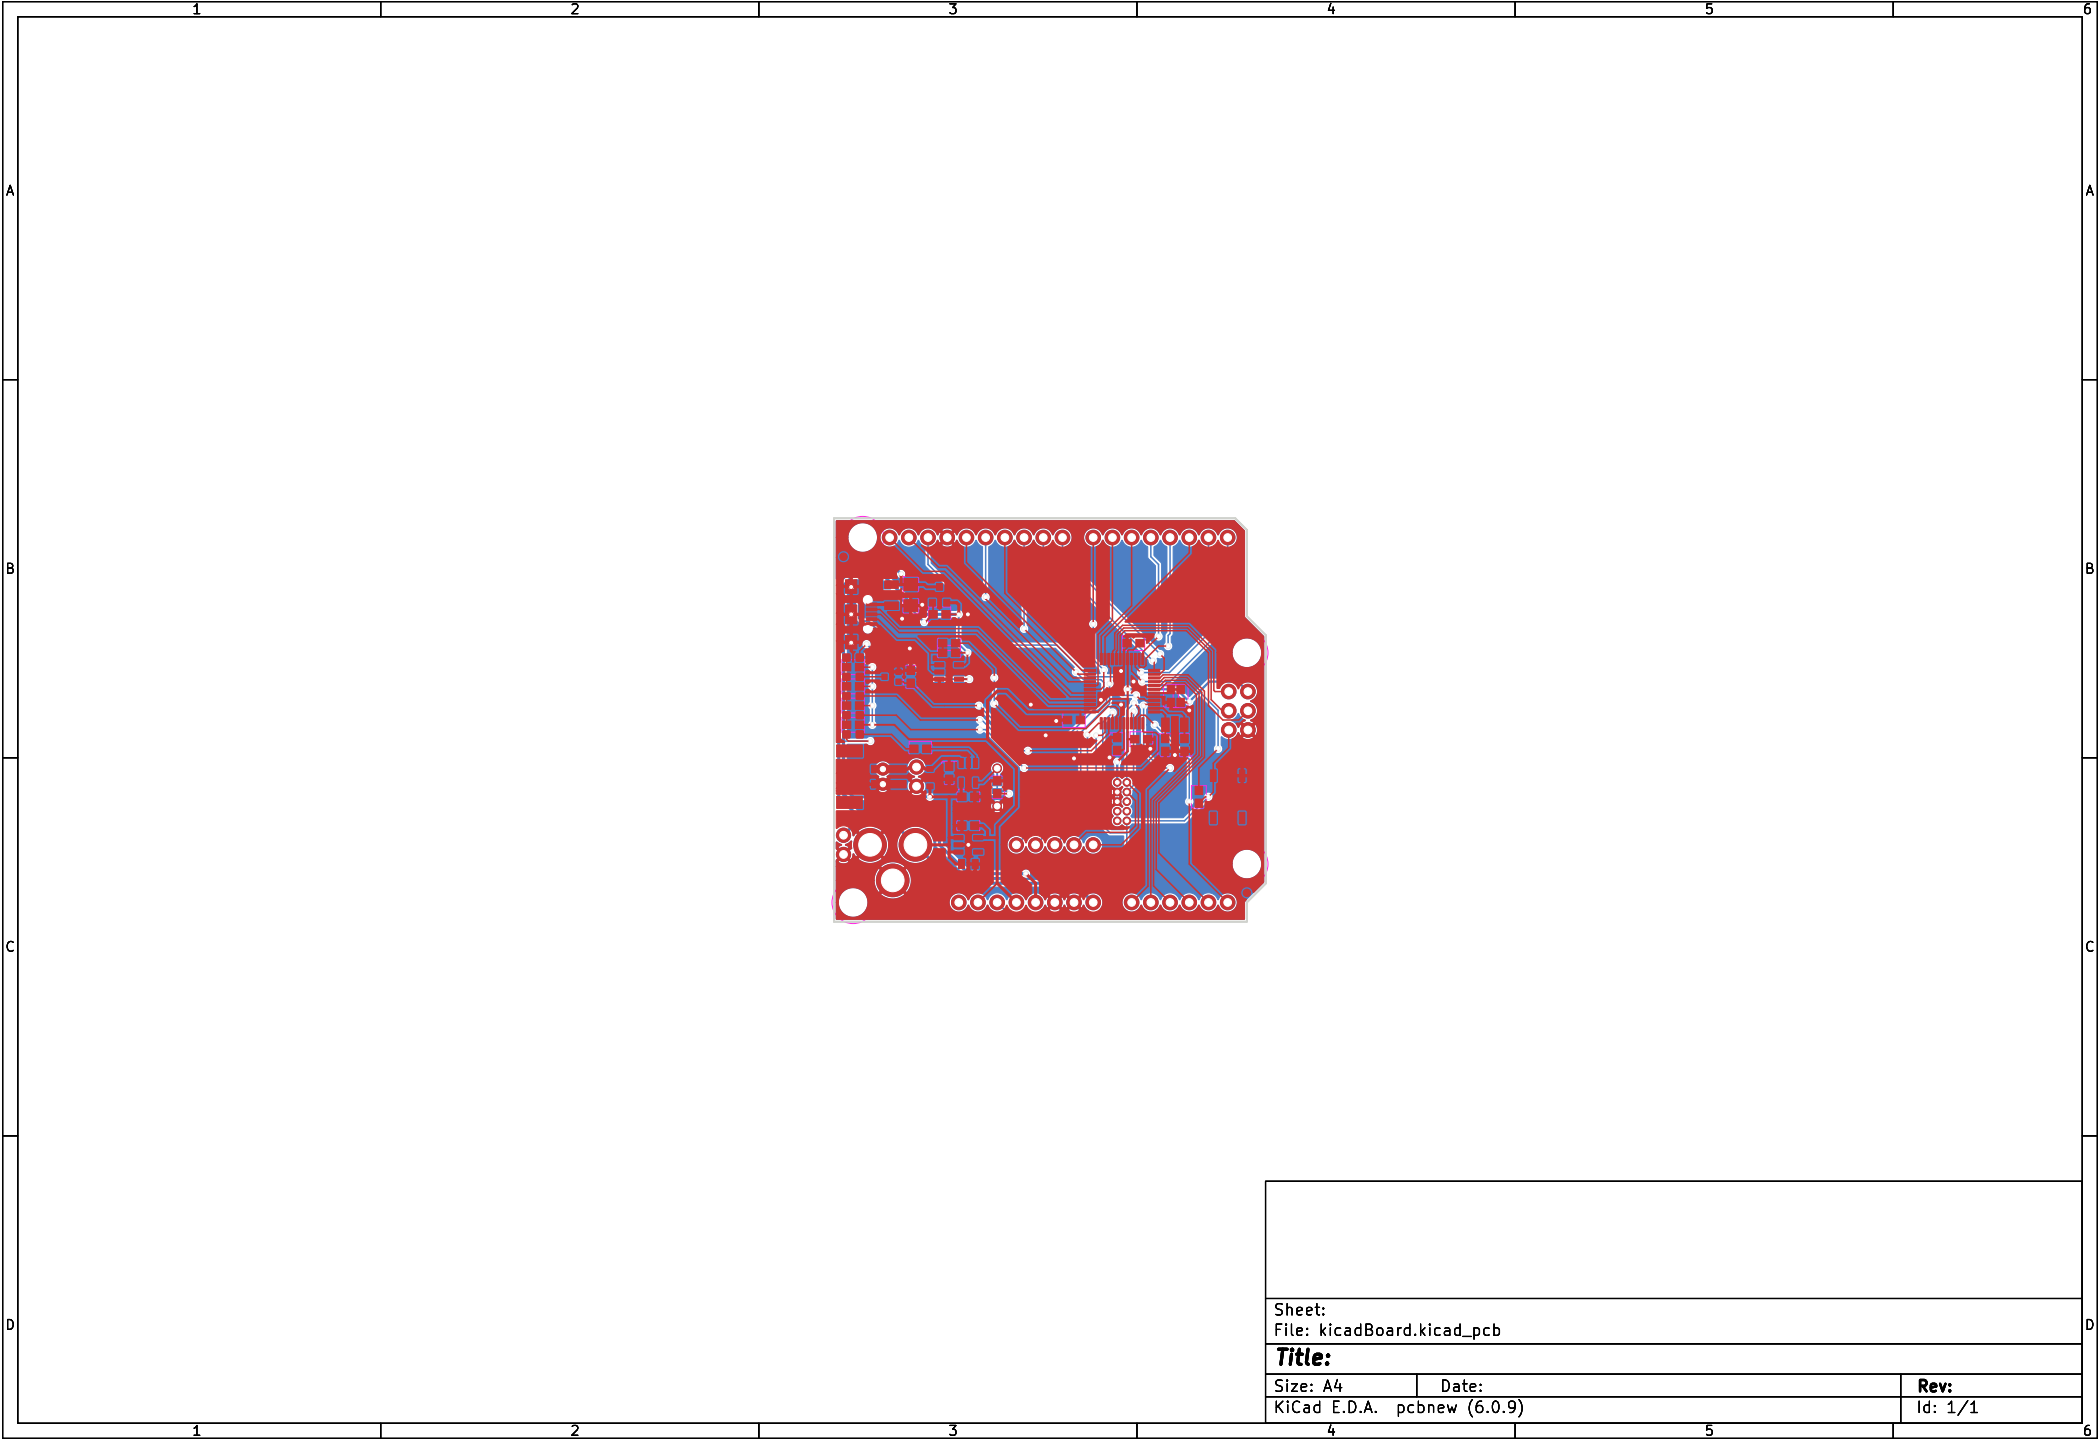 1 2 3 4 5 6
A A
B B
C C
D D
Sheet:
File: kicadBoard.kicad_pcb
Title:
Size: A4 Date: Rev:
KiCad E.D.A. pcbnew (6.0.9) Id: 1/1
1 2 3 4 5 6